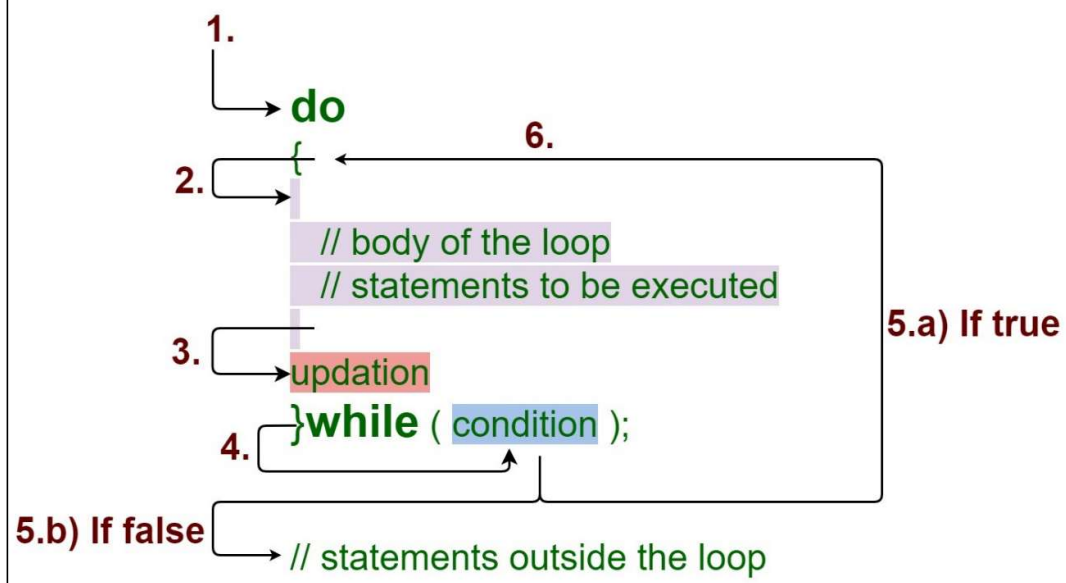 1.
do
6.
{
2.
// body of the loop
// statements to be executed
5.a) If true
3.
updation
}while ( condition );
4.
5.b) If false
// statements outside the loop